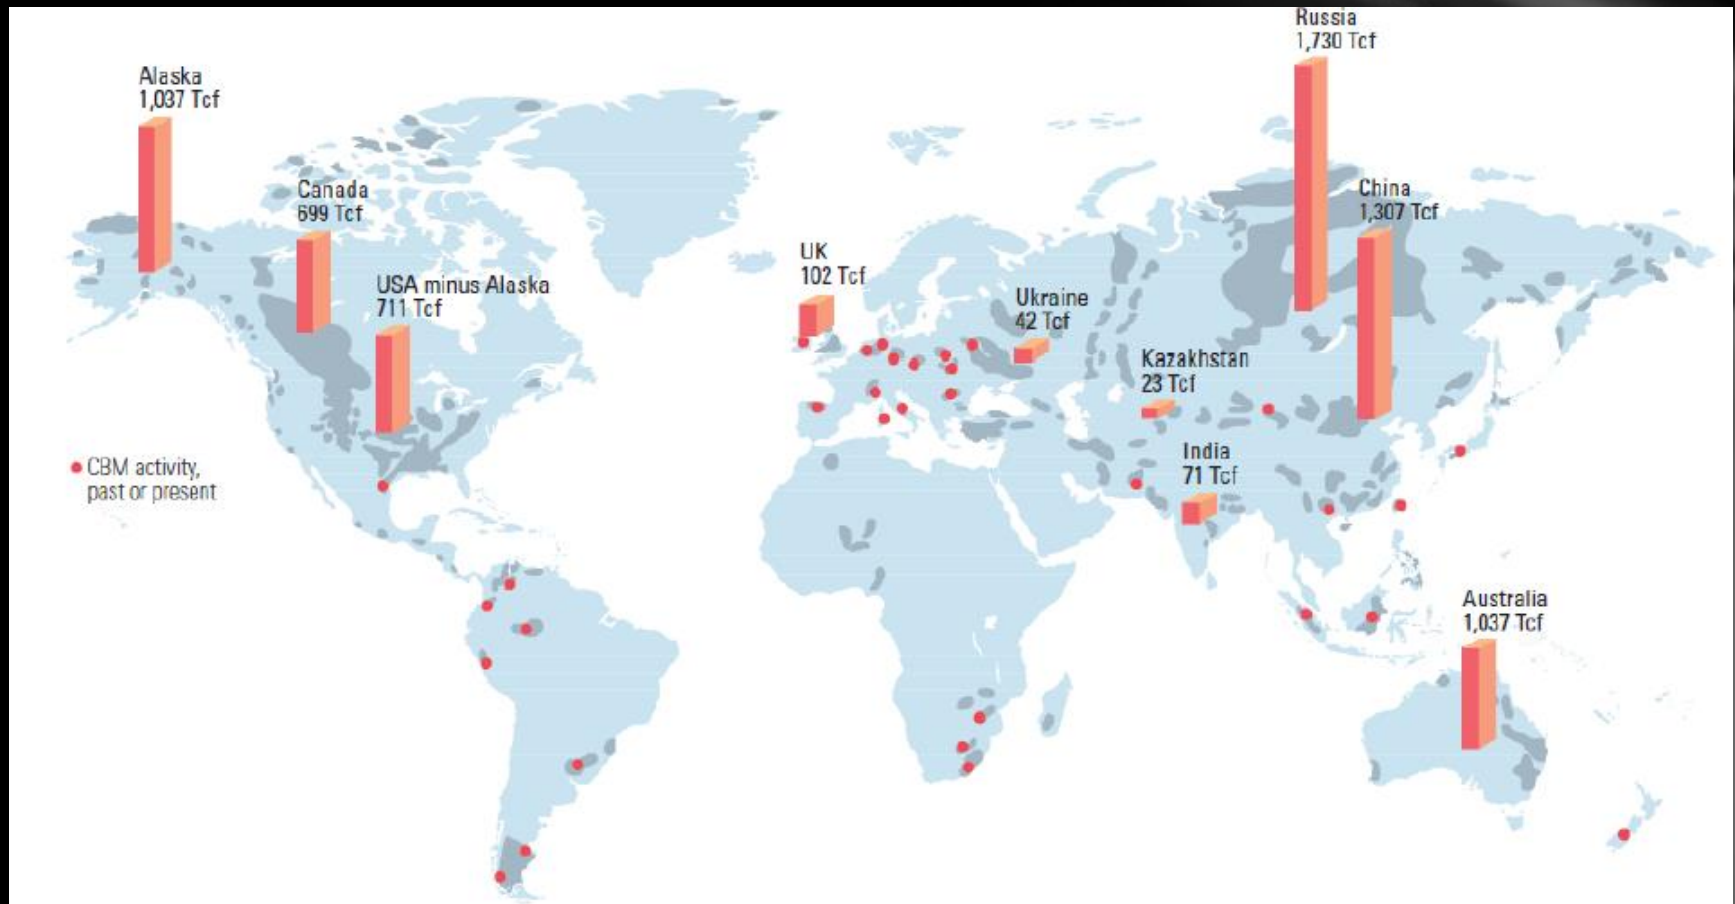 Russia
1,730 Tcf
Alaska
1,037 Tcf
Canada
699 Tcf
China
1,307 Tcf
UK
102 Tcf
USA minus Alaska
711 Tcf
Ukraine
42 Tcf
Kazakhstan
23 Tcf
India
71 Tcf
CBM activity,
past or present
Australia
1,037 Tcf